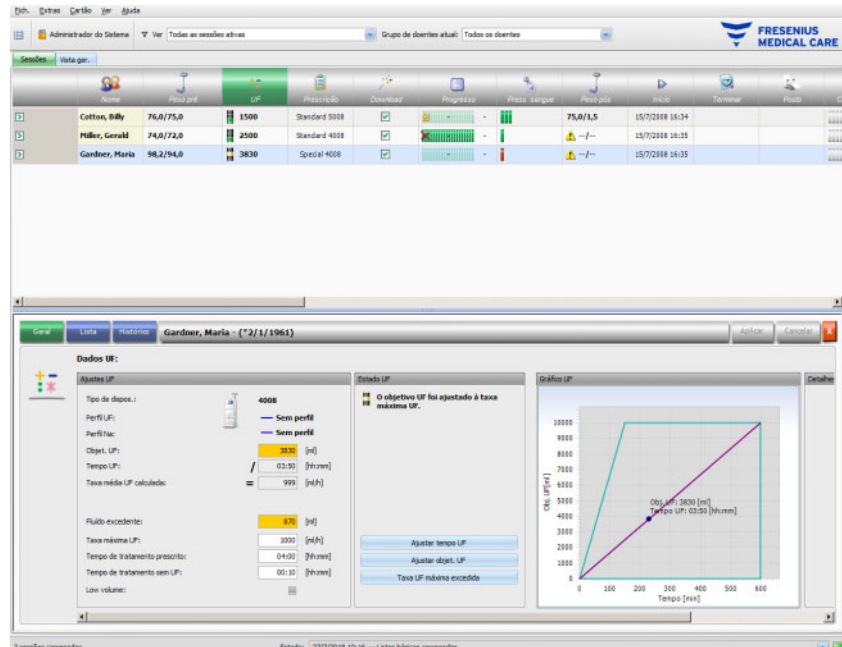 Fich. Extras Cartão Ver Ajuda
Administrador do Sistema Ver Todas as sessões ativas Grupo de doentes atual: Todos os doentes
FRESENIUS
MEDICAL CARE
Sessões Vista ger.
Nome Peso pré UF Prescrição Download Progresso Press. sangue Peso pós Início Terminar Posto
Cotton, Billy 76,0/75,0 1500 Standard 5008 - - 75,0/1,5 15/7/2008 16:34
Miller, Gerald 74,0/72,0 2500 Standard 4008 - --/-- 15/7/2008 16:35
Gardner, Maria 98,2/94,0 3830 Special 4008 - - --/-- 15/7/2008 16:35
Geral Lista Histórico Gardner, Maria - (*2/1/1961) Aplicar Cancelar X
Dados UF:
Ajustes UF
Tipo de dispos.: 4008
Perfil UF: Sem perfil
Perfil Na: Sem perfil
Objet. UF: 3830 [ml]
Tempo UF: / 03:50 [hh:mm]
Taxa média UF calculada: = 999 [ml/h]
Fluído excedente: 870 [ml]
Taxa máxima UF: 1000 [ml/h]
Tempo de tratamento prescrito: 04:00 [hh:mm]
Tempo de tratamento sem UF: 00:10 [hh:mm]
Low volume:
Estado UF
O objetivo UF foi ajustado à taxa
máxima UF.
Ajustar tempo UF
Ajustar objet. UF
Taxa UF máxima excedida
Gráfico UF
10000
9000
8000
7000
6000
5000
4000
3000
2000
1000
0
Obj. UF[ml]
Obj. UF: 3830 [ml]
Tempo UF: 03:50 [hh:mm]
0 100 200 300 400 500 600
Tempo [min]
Detalhes